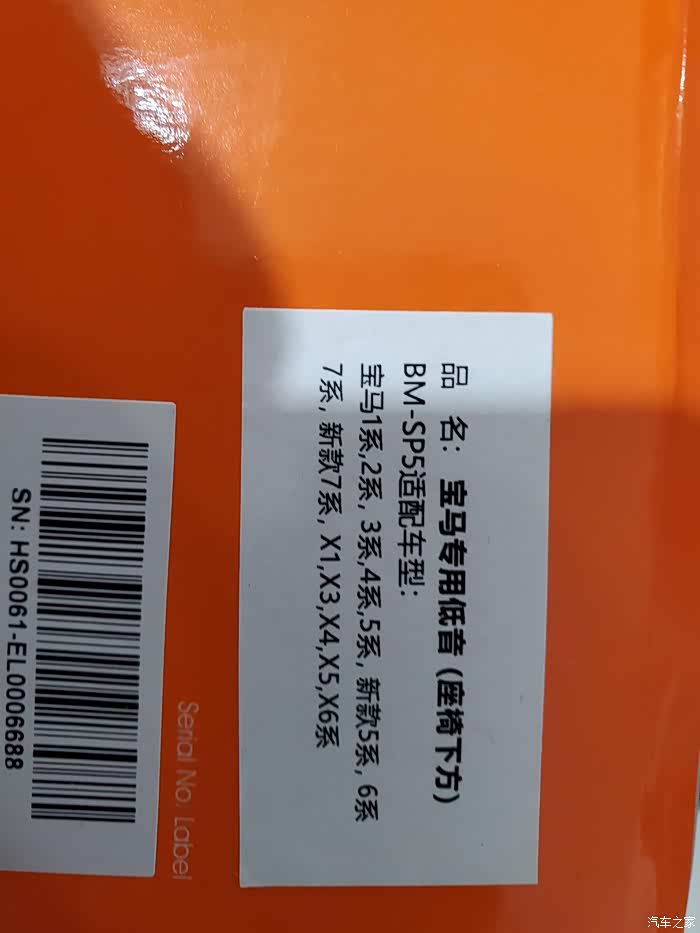 品 名：宝马专用低音（座椅下方）
BM-SP5适配车型：
宝马1系,2系, 3系,4系,5系, 新款5系, 6系
7系, 新款7系, X1,X3,X4,X5,X6系
Serial No. Label
SN: HS0061-EL0006688
汽车之家